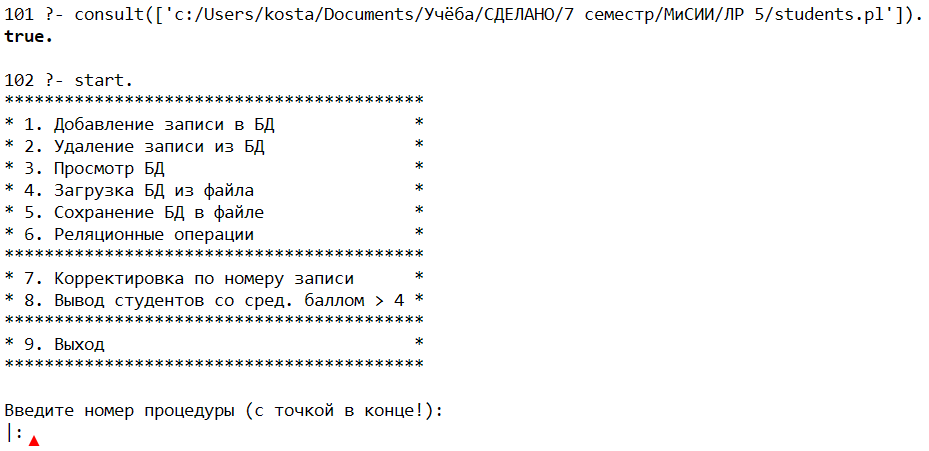 101 ?- consult(['c:/Users/kosta/Documents/Учёба/СДЕЛАНО/7 семестр/МиСИИ/ЛР 5/students.pl']).
true.
102 ?- start.
******************************************
* 1. Добавление записи в БД              *
* 2. Удаление записи из БД               *
* 3. Просмотр БД                         *
* 4. Загрузка БД из файла                *
* 5. Сохранение БД в файле               *
* 6. Реляционные операции                *
******************************************
* 7. Корректировка по номеру записи      *
* 8. Вывод студентов со сред. баллом > 4 *
******************************************
* 9. Выход                               *
******************************************
Введите номер процедуры (с точкой в конце!):
|: